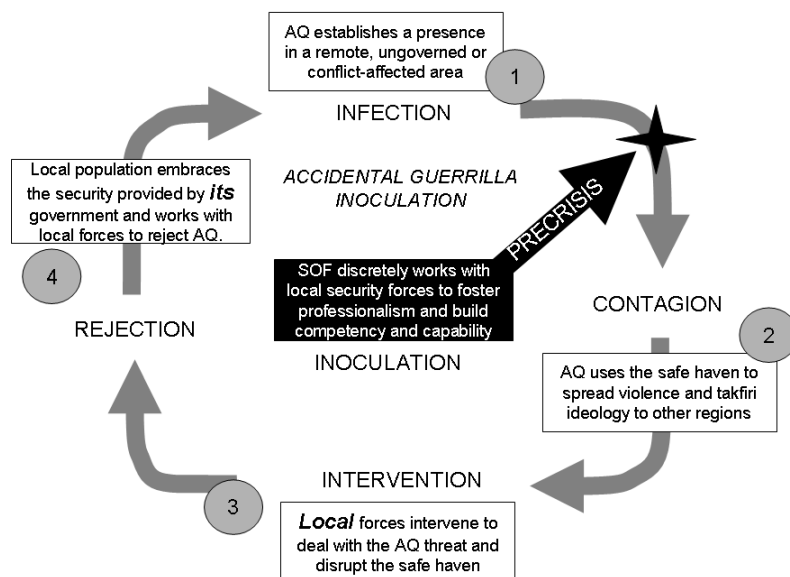 AQ establishes a presence
in a remote, ungoverned or
conflict-affected area
1
INFECTION
Local population embraces
the security provided by its
government and works with
local forces to reject AQ.
4
REJECTION
ACCIDENTAL GUERRILLA
INOCULATION
PRECRISIS
SOF discretely works with
local security forces to foster
professionalism and build
competency and capability
INOCULATION
CONTAGION
2
AQ uses the safe haven to
spread violence and takfiri
ideology to other regions
INTERVENTION
3
Local forces intervene to
deal with the AQ threat and
disrupt the safe haven